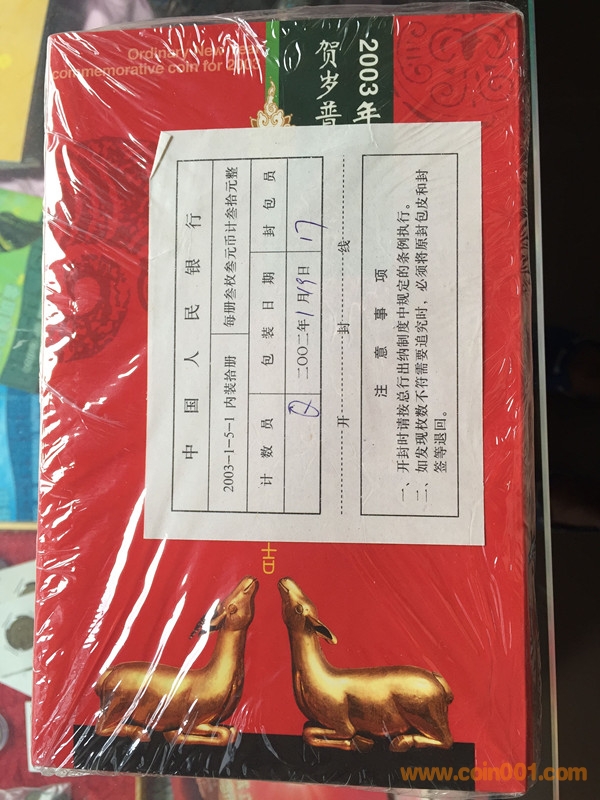 Ordinary New Year
commemorative coin for 2003
2003年
贺岁普
中国人民银行
2003-1-5-1 内装拾册 每册叁枚叁元币计叁拾元整
计数员 包装日期 封包员
二〇〇二年11月19日 17
开封线
注意事项
一、开封时请按总行出纳制度中规定的条例执行。
二、如发现枚数不符需要追究时，必须将原封包皮和封
签等退回。
www.coin001.com